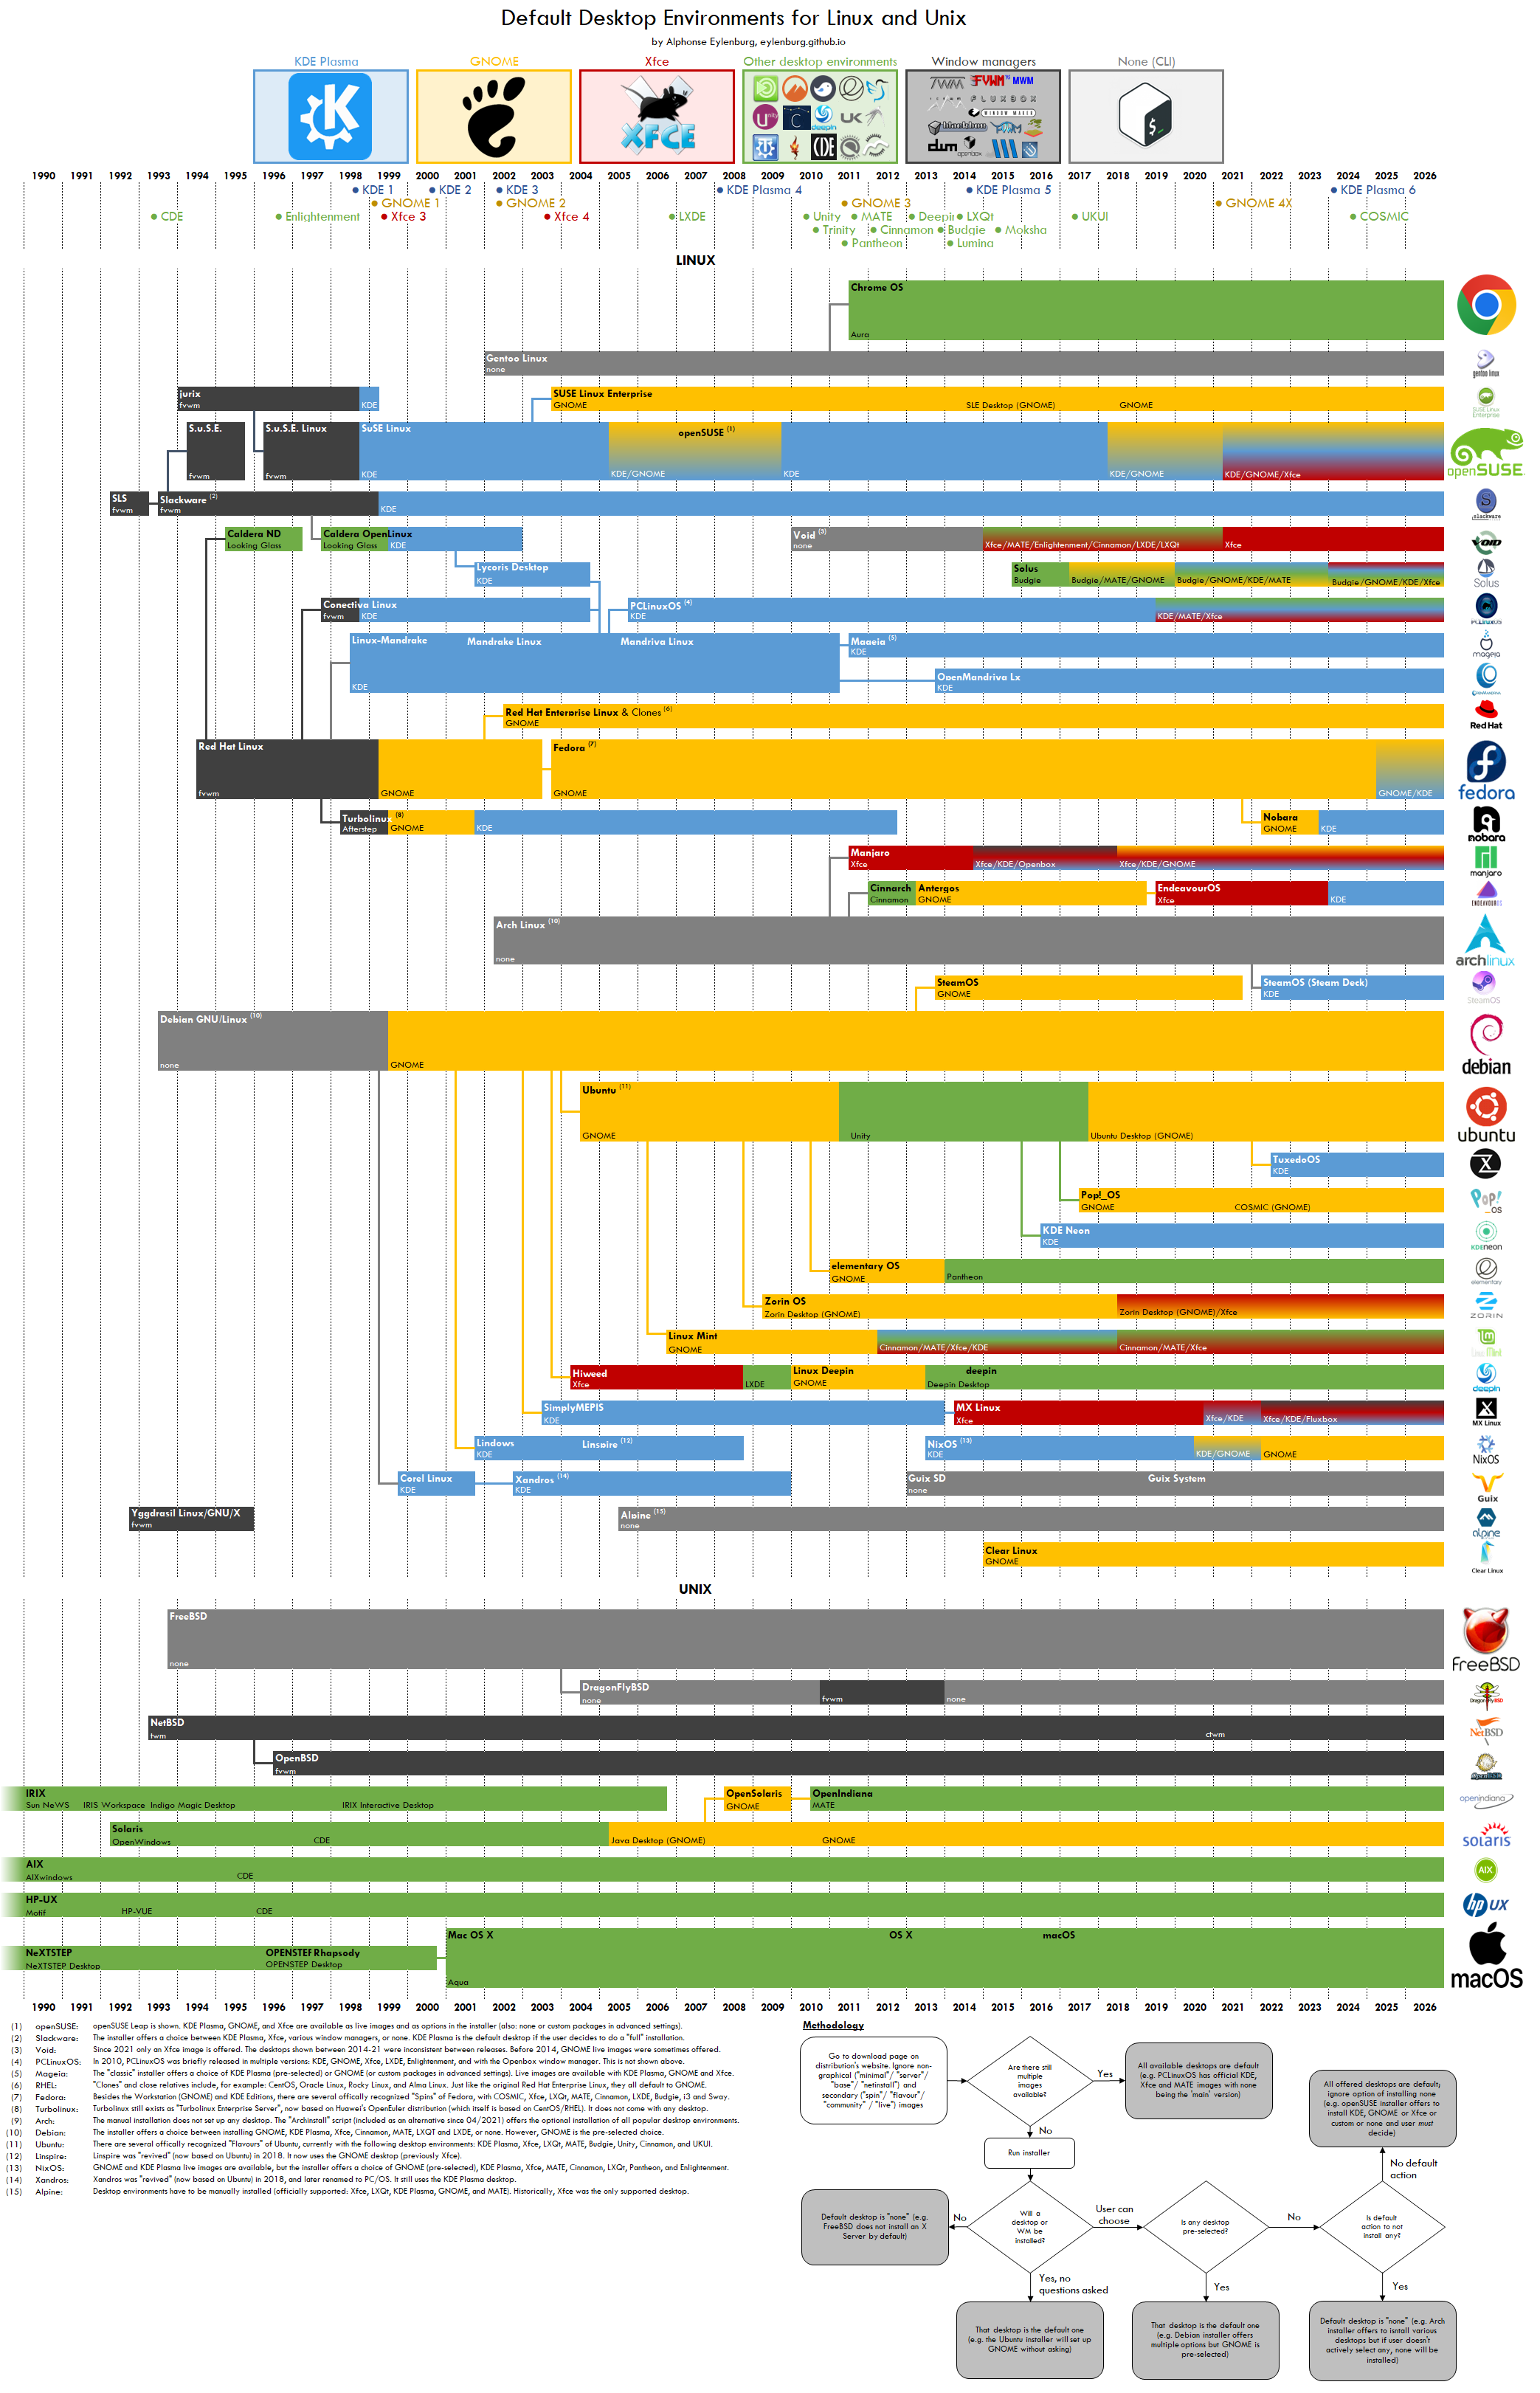 Default Desktop Environments for Linux and Unix
by Alphonse Eylenburg, eylenburg.github.io
KDE Plasma GNOME Xfce Other desktop environments Window managers None (CLI)
1990 1991 1992 1993 1994 1995 1996 1997 1998 1999 2000 2001 2002 2003 2004 2005 2006 2007 2008 2009 2010 2011 2012 2013 2014 2015 2016 2017 2018 2019 2020 2021 2022 2023 2024 2025 2026
KDE 1 KDE 2 KDE 3 KDE Plasma 4 KDE Plasma 5 KDE Plasma 6
GNOME 1 GNOME 2 GNOME 3 GNOME 4X
CDE Enlightenment Xfce 3 Xfce 4 LXDE Unity MATE Deepin LXQt UKUI COSMIC
Trinity Cinnamon Budgie Moksha
Pantheon Lumina
LINUX
Chrome OS
Aura
Gentoo Linux
none
gentoo linux
jurix
fvwm KDE
SUSE Linux Enterprise
GNOME SLE Desktop (GNOME) GNOME
SUSE Linux Enterprise
S.u.S.E. S.u.S.E. Linux SuSE Linux openSUSE (1)
fvwm fvwm KDE KDE/GNOME KDE KDE/GNOME KDE/GNOME/Xfce
openSUSE
SLS Slackware (2)
fvwm fvwm KDE
slackware
Caldera ND Caldera OpenLinux Void (3)
Looking Glass Looking Glass KDE none Xfce/MATE/Enlightenment/Cinnamon/LXDE/LXQt Xfce
VOID
Lycoris Desktop Solus
KDE Budgie Budgie/MATE/GNOME Budgie/GNOME/KDE/MATE Budgie/GNOME/KDE/Xfce
Solus
Conectiva Linux PCLinuxOS (4)
fvwm KDE KDE KDE/MATE/Xfce
PCLinuxOS
Linux-Mandrake Mandrake Linux Mandriva Linux Mageia (5)
KDE
mageia
OpenMandriva Lx
KDE KDE
Red Hat Enterprise Linux & Clones (6)
GNOME
Red Hat
Red Hat Linux Fedora (7)
fvwm GNOME GNOME GNOME/KDE
fedora
Turbolinux (8) Nobara
Afterstep GNOME KDE GNOME KDE
nobara
Manjaro
Xfce Xfce/KDE/Openbox Xfce/KDE/GNOME
manjaro
Cinnarch Antergos EndeavourOS
Cinnamon GNOME Xfce KDE
ENDEAVOUROS
Arch Linux (10)
none
archlinux
SteamOS SteamOS (Steam Deck)
GNOME KDE
SteamOS
Debian GNU/Linux (10)
none GNOME
debian
Ubuntu (11)
GNOME Unity Ubuntu Desktop (GNOME)
ubuntu
TuxedoOS
KDE
Pop!_OS
GNOME COSMIC (GNOME)
Pop!_OS
KDE Neon
KDE
KDE neon
elementary OS
GNOME Pantheon
elementary
Zorin OS
Zorin Desktop (GNOME) Zorin Desktop (GNOME)/Xfce
ZORIN
Linux Mint
GNOME Cinnamon/MATE/Xfce/KDE Cinnamon/MATE/Xfce
Linux Mint
Hiweed Linux Deepin deepin
Xfce LXDE GNOME Deepin Desktop
deepin
SimplyMEPIS MX Linux
KDE Xfce Xfce/KDE Xfce/KDE/Fluxbox
MX Linux
Lindows Linspire (12) NixOS (13)
KDE KDE KDE/GNOME GNOME
NixOS
Corel Linux Xandros (14) Guix SD Guix System
KDE KDE none
Guix
Yggdrasil Linux/GNU/X Alpine (15)
fvwm none
alpine
Clear Linux
GNOME
Clear Linux
UNIX
FreeBSD
none
FreeBSD
DragonFlyBSD
none fvwm none
DragonFlyBSD
NetBSD
twm ctwm
NetBSD
OpenBSD
fvwm
OpenBSD
IRIX OpenSolaris OpenIndiana
Sun NeWS IRIS Workspace Indigo Magic Desktop IRIX Interactive Desktop GNOME MATE
openindiana
Solaris
OpenWindows CDE Java Desktop (GNOME) GNOME
solaris
AIX
AIXwindows CDE
AIX
HP-UX
Motif HP-VUE CDE
hp UX
Mac OS X OS X macOS
NeXTSTEP OPENSTEP Rhapsody
NeXTSTEP Desktop OPENSTEP Desktop
Aqua
macOS
1990 1991 1992 1993 1994 1995 1996 1997 1998 1999 2000 2001 2002 2003 2004 2005 2006 2007 2008 2009 2010 2011 2012 2013 2014 2015 2016 2017 2018 2019 2020 2021 2022 2023 2024 2025 2026
(1) openSUSE: openSUSE Leap is shown. KDE Plasma, GNOME, and Xfce are available as live images and as options in the installer (also: none or custom packages in advanced settings).
(2) Slackware: The installer offers a choice between KDE Plasma, Xfce, various window managers, or none. KDE Plasma is the default desktop if the user decides to do a "full" installation.
(3) Void: Since 2021 only an Xfce image is offered. The desktops shown between 2014-21 were inconsistent between releases. Before 2014, GNOME live images were sometimes offered.
(4) PCLinuxOS: In 2010, PCLinuxOS was briefly released in multiple versions: KDE, GNOME, Xfce, LXDE, Enlightenment, and with the Openbox window manager. This is not shown above.
(5) Mageia: The "classic" installer offers a choice of KDE Plasma (pre-selected) or GNOME (or custom packages in advanced settings). Live images are available with KDE Plasma, GNOME and Xfce.
(6) RHEL: "Clones" and close relatives include, for example: CentOS, Oracle Linux, Rocky Linux, and Alma Linux. Just like the original Red Hat Enterprise Linux, they all default to GNOME.
(7) Fedora: Besides the Workstation (GNOME) and KDE Editions, there are several offically recognized "Spins" of Fedora, with COSMIC, Xfce, LXQt, MATE, Cinnamon, LXDE, Budgie, i3 and Sway.
(8) Turbolinux: Turbolinux still exists as "Turbolinux Enterprise Server", now based on Huawei's OpenEuler distribution (which itself is based on CentOS/RHEL). It does not come with any desktop.
(9) Arch: The manual installation does not set up any desktop. The "Archinstall" script (included as an alternative since 04/2021) offers the optional installation of all popular desktop environments.
(10) Debian: The installer offers a choice between installing GNOME, KDE Plasma, Xfce, Cinnamon, MATE, LXQT and LXDE, or none. However, GNOME is the pre-selected choice.
(11) Ubuntu: There are several offically recognized "Flavours" of Ubuntu, currently with the following desktop environments: KDE Plasma, Xfce, LXQt, MATE, Budgie, Unity, Cinnamon, and UKUI.
(12) Linspire: Linspire was "revived" (now based on Ubuntu) in 2018. It now uses the GNOME desktop (previously Xfce).
(13) NixOS: GNOME and KDE Plasma live images are available, but the installer offers a choice of GNOME (pre-selected), KDE Plasma, Xfce, MATE, Cinnamon, LXQt, Pantheon, and Enlightenment.
(14) Xandros: Xandros was "revived" (now based on Ubuntu) in 2018, and later renamed to PC/OS. It still uses the KDE Plasma desktop.
(15) Alpine: Desktop environments have to be manually installed (officially supported: Xfce, LXQt, KDE Plasma, GNOME, and MATE). Historically, Xfce was the only supported desktop.
Methodology
Go to download page on
distribution's website. Ignore non-
graphical ("minimal"/ "server"/
"base"/ "netinstall") and
secondary ("spin"/ "flavour"/
"community" / "live") images
Are there still
multiple
images
available?
Yes
All available desktops are default
(e.g. PCLinuxOS has official KDE,
Xfce and MATE images with none
being the 'main' version)
No
Run installer
Will a
desktop or
WM be
installed?
No
Default desktop is "none" (e.g.
FreeBSD does not install an X
Server by default)
User can
choose
Is any desktop
pre-selected?
No
Is default
action to not
install any?
No default
action
All offered desktops are default;
ignore option of installing none
(e.g. openSUSE installer offers to
install KDE, GNOME or Xfce or
custom or none and user must
decide)
Yes, no
questions asked
That desktop is the default one
(e.g. the Ubuntu installer will set up
GNOME without asking)
Yes
That desktop is the default one
(e.g. Debian installer offers
multiple options but GNOME is
pre-selected)
Yes
Default desktop is "none" (e.g. Arch
installer offers to isntall various
desktops but if user doesn't
actively select any, none will be
installed)